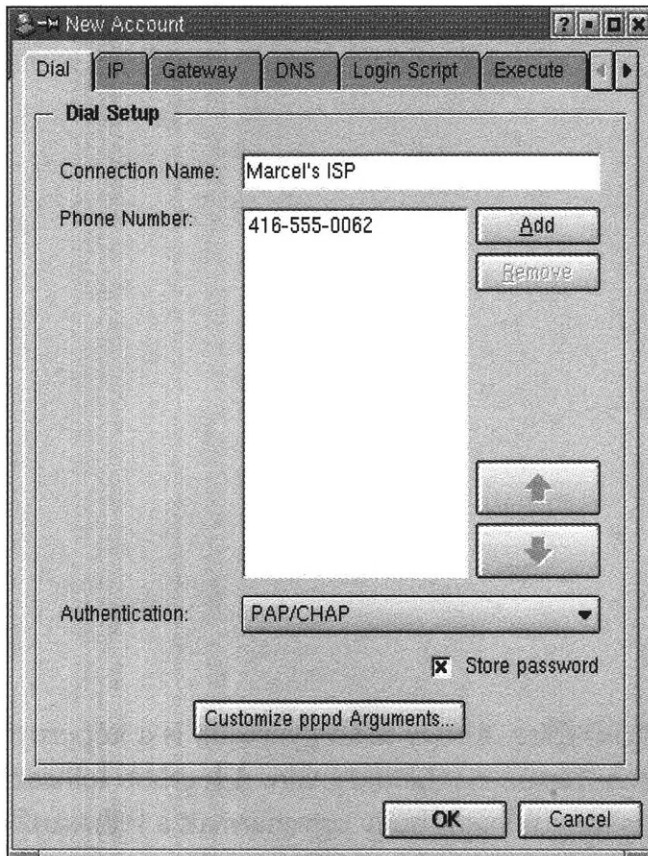 New Account
Dial IP Gateway DNS Login Script Execute
Dial Setup
Connection Name: Marcel's ISP
Phone Number: 416-555-0062 Add
Remove
Authentication: PAP/CHAP
Store password
Customize pppd Arguments...
OK Cancel